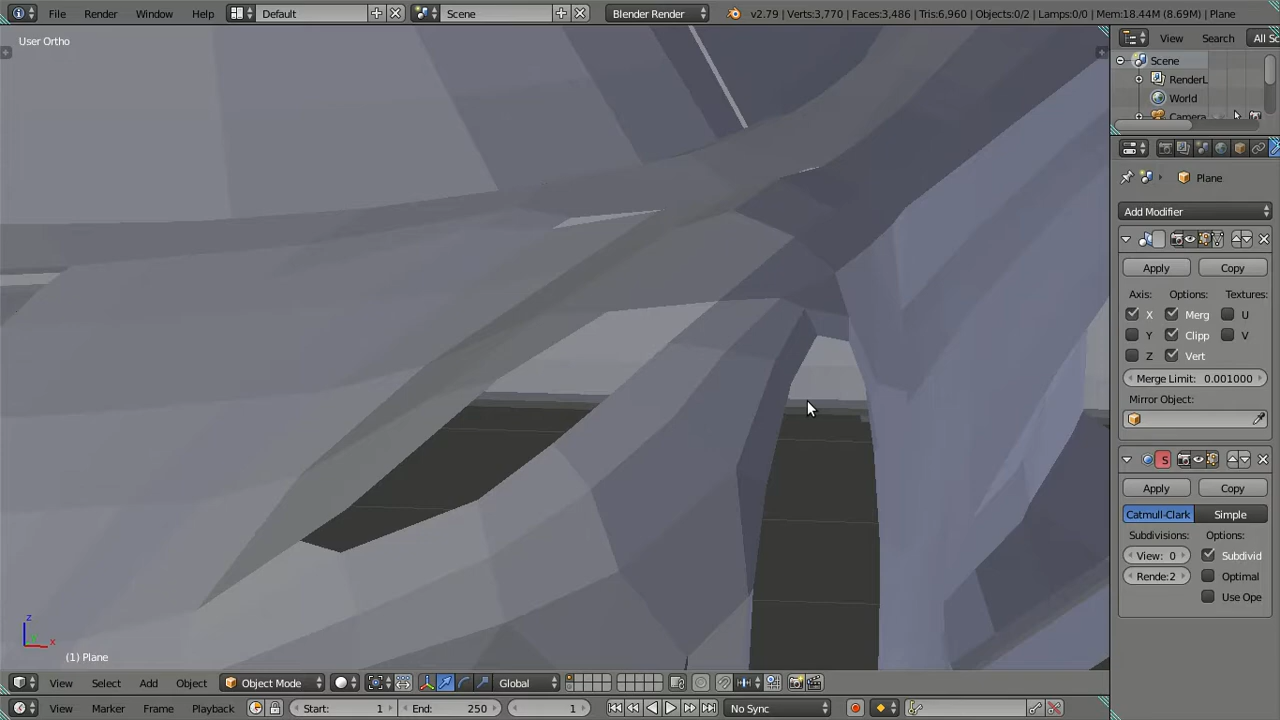 File Render Window Help Default Scene Blender Render v2.79 | Verts:3,770 | Faces:3,486 | Tris:6,960 | Objects:0/2 | Lamps:0/0 | Mem:18.44M (8.69M) | Plane
User Ortho
View Search All Sc
Scene
RenderL
World
Camera
Plane
Add Modifier
Apply Copy
Axis: Options: Textures:
X Merg U
Y Clipp V
Z Vert
Merge Limit: 0.001000
Mirror Object:
S
Apply Copy
Catmull-Clark Simple
Subdivisions: Options:
View: 0 Subdivid
Rende:2 Optimal
Use Ope
z
x
(1) Plane
View Select Add Object Object Mode Global
View Marker Frame Playback Start: 1 End: 250 1 No Sync